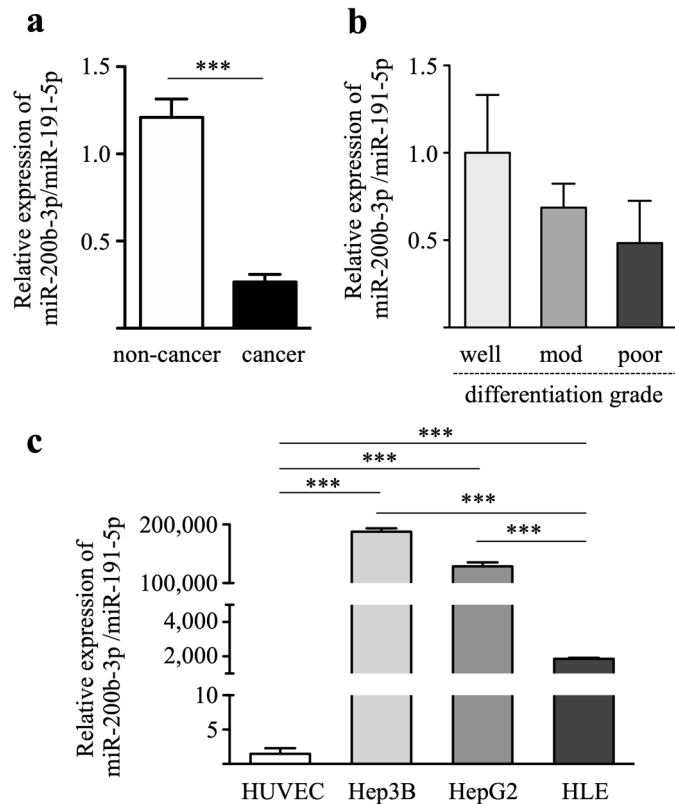 a
Relative expression of
miR-200b-3p/miR-191-5p
1.5
1.0
0.5
***
non-cancer cancer
b
Relative expression of
miR-200b-3p /miR-191-5p
1.5
1.0
0.5
well mod poor
differentiation grade
c
Relative expression of
miR-200b-3p /miR-191-5p
***
***
*** ***
***
200,000
100,000
4,000
2,000
10
5
HUVEC Hep3B HepG2 HLE